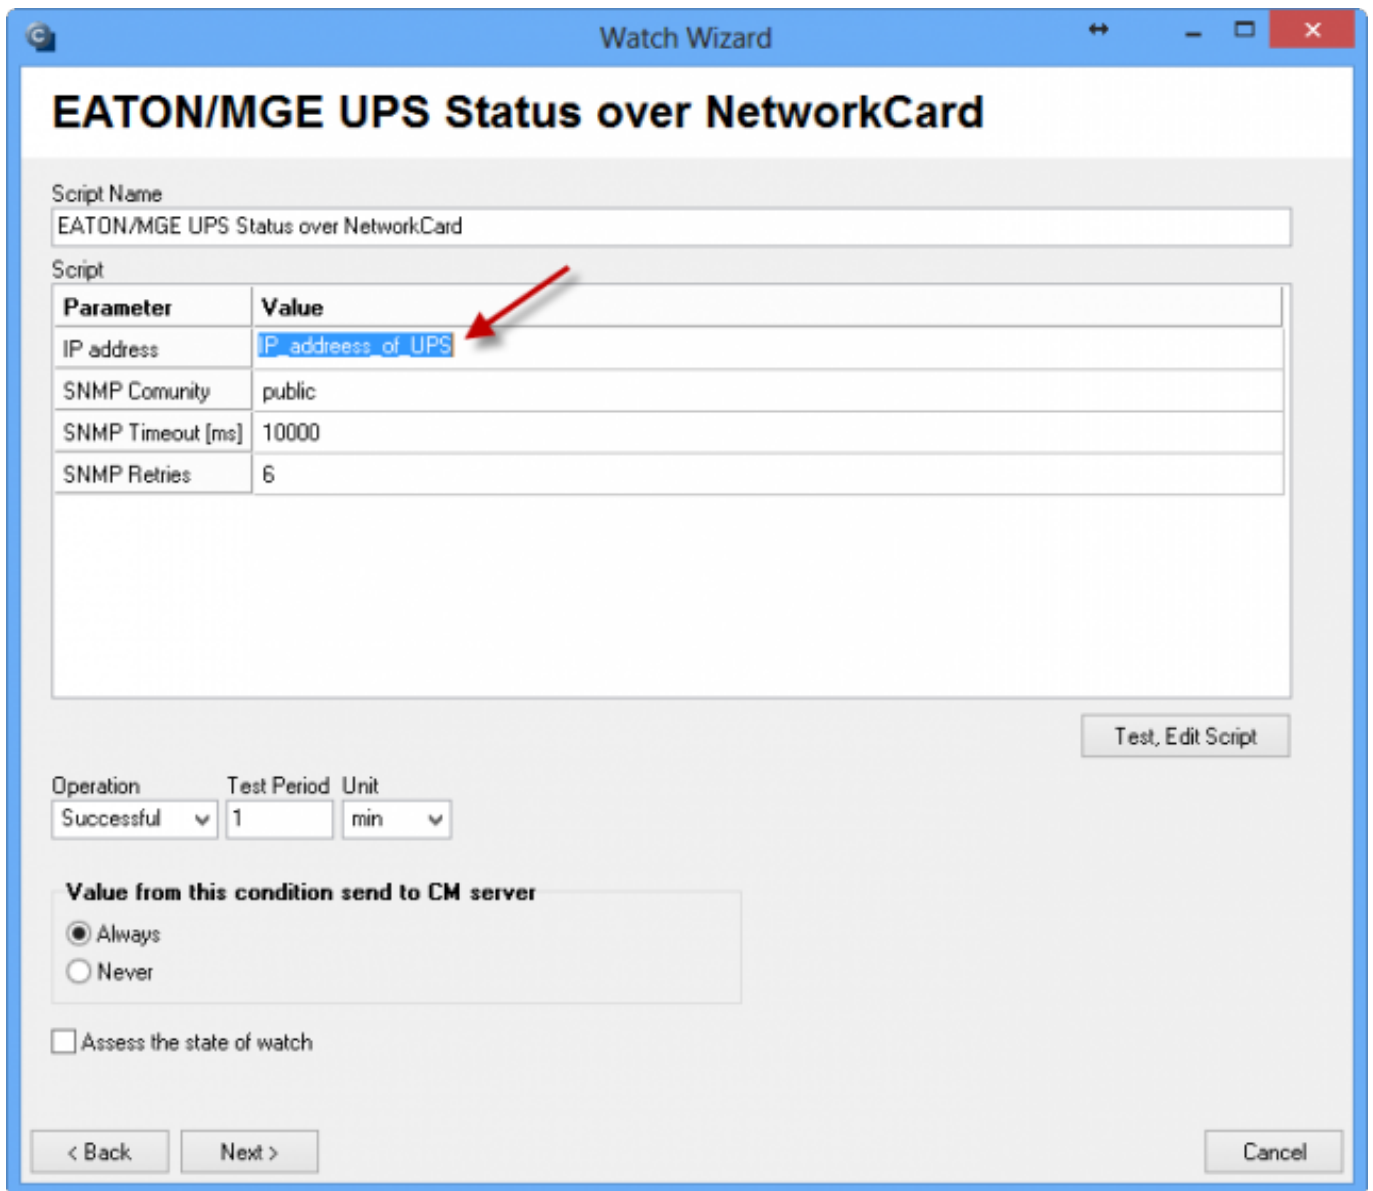 Watch Wizard
EATON/MGE UPS Status over NetworkCard
Script Name
EATON/MGE UPS Status over NetworkCard
Script
Parameter Value
IP address IP_addreess_of_UPS
SNMP Comunity public
SNMP Timeout [ms] 10000
SNMP Retries 6
Test, Edit Script
Operation Test Period Unit
Successful 1 min
Value from this condition send to CM server
Always
Never
Assess the state of watch
< Back Next > Cancel